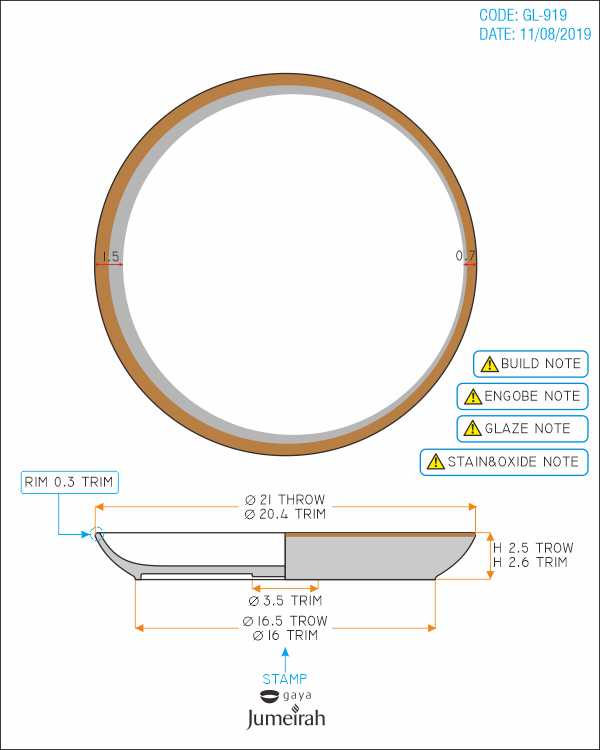 CODE: GL-919
DATE: 11/08/2019
1.5
0.7
BUILD NOTE
ENGOBE NOTE
GLAZE NOTE
STAIN&OXIDE NOTE
RIM 0.3 TRIM
Ø 21 THROW
Ø 20.4 TRIM
H 2.5 TROW
H 2.6 TRIM
Ø 3.5 TRIM
Ø 16.5 TROW
Ø 16 TRIM
STAMP
gaya
Jumeirah